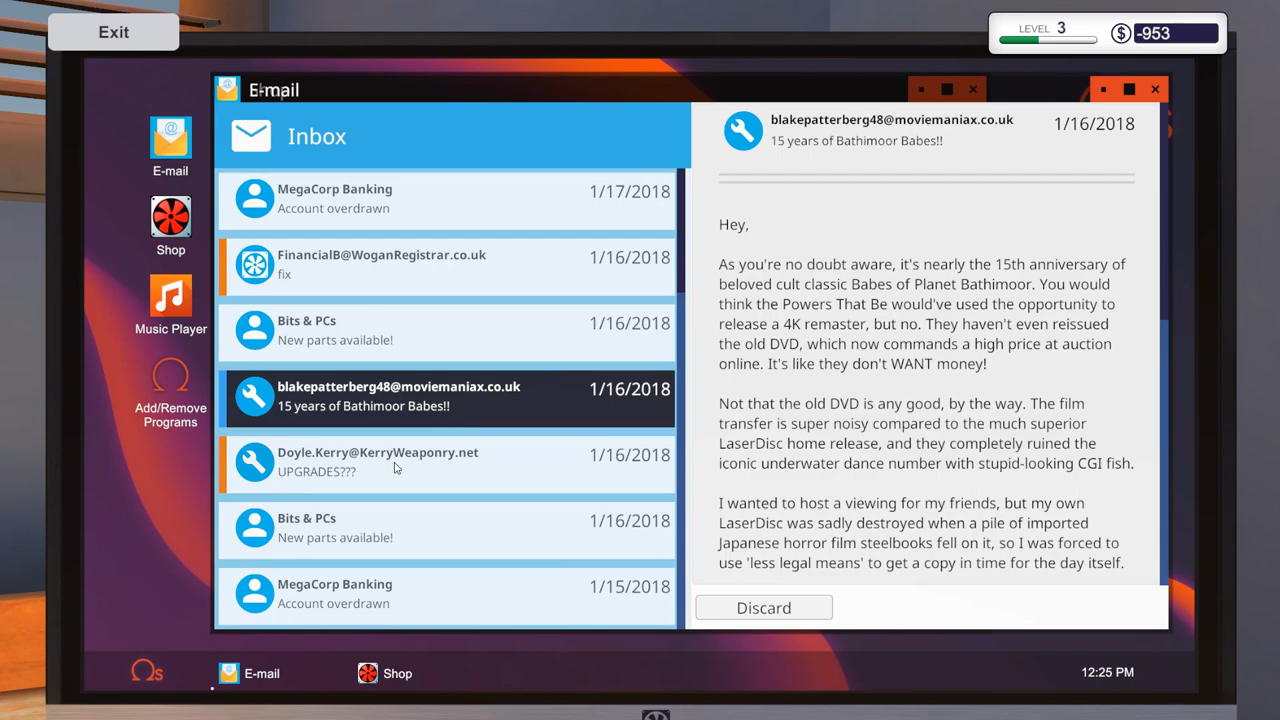 Exit
LEVEL 3
$ -953
E-mail
Inbox
MegaCorp Banking
1/17/2018
Account overdrawn
FinancialB@WoganRegistrar.co.uk
1/16/2018
fix
Bits & PCs
1/16/2018
New parts available!
blakepatterberg48@moviemaniax.co.uk
1/16/2018
15 years of Bathimoor Babes!!
Doyle.Kerry@KerryWeaponry.net
1/16/2018
UPGRADES???
Bits & PCs
1/16/2018
New parts available!
MegaCorp Banking
1/15/2018
Account overdrawn
blakepatterberg48@moviemaniax.co.uk
1/16/2018
15 years of Bathimoor Babes!!
Hey,
As you're no doubt aware, it's nearly the 15th anniversary of
beloved cult classic Babes of Planet Bathimoor. You would
think the Powers That Be would've used the opportunity to
release a 4K remaster, but no. They haven't even reissued
the old DVD, which now commands a high price at auction
online. It's like they don't WANT money!
Not that the old DVD is any good, by the way. The film
transfer is super noisy compared to the much superior
LaserDisc home release, and they completely ruined the
iconic underwater dance number with stupid-looking CGI fish.
I wanted to host a viewing for my friends, but my own
LaserDisc was sadly destroyed when a pile of imported
Japanese horror film steelbooks fell on it, so I was forced to
use 'less legal means' to get a copy in time for the day itself.
Discard
E-mail
Shop
Music Player
Add/Remove
Programs
Ωs
E-mail
Shop
12:25 PM